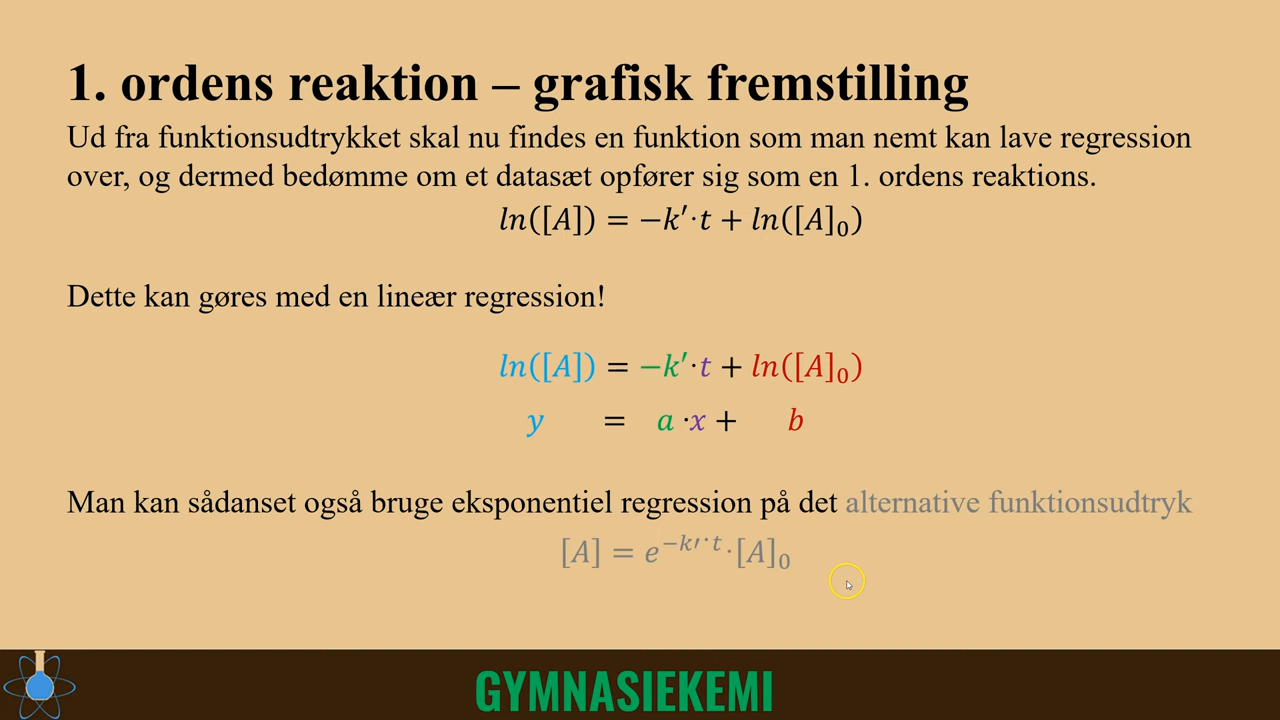 1. ordens reaktion – grafisk fremstilling
Ud fra funktionsudtrykket skal nu findes en funktion som man nemt kan lave regression
over, og dermed bedømme om et datasæt opfører sig som en 1. ordens reaktions.
ln([A]) = −k′·t + ln([A]₀)
Dette kan gøres med en lineær regression!
ln([A]) = −k′·t + ln([A]₀)
y = a ·x + b
Man kan sådanset også bruge eksponentiel regression på det alternative funktionsudtryk
[A] = e^{−k′·t}·[A]₀
GYMNASIEKEMI